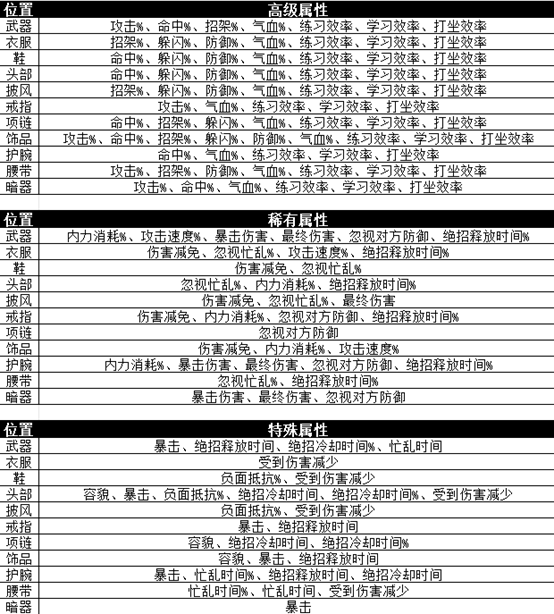 位置 高级属性
武器 攻击%、命中%、招架%、气血%、练习效率、学习效率、打坐效率
衣服 招架%、躲闪%、防御%、气血%、练习效率、学习效率、打坐效率
鞋 命中%、躲闪%、防御%、气血%、练习效率、学习效率、打坐效率
头部 命中%、躲闪%、防御%、气血%、练习效率、学习效率、打坐效率
披风 招架%、躲闪%、防御%、气血%、练习效率、学习效率、打坐效率
戒指 攻击%、气血%、练习效率、学习效率、打坐效率
项链 命中%、招架%、躲闪%、气血%、练习效率、学习效率、打坐效率
饰品 攻击%、命中%、招架%、躲闪%、防御%、气血%、练习效率、学习效率、打坐效率
护腕 命中%、气血%、练习效率、学习效率、打坐效率
腰带 攻击%、招架%、防御%、气血%、练习效率、学习效率、打坐效率
暗器 攻击%、命中%、气血%、练习效率、学习效率、打坐效率
位置 稀有属性
武器 内力消耗%、攻击速度%、暴击伤害、最终伤害、忽视对方防御、绝招释放时间%
衣服 伤害减免、忽视忙乱%、攻击速度%、绝招释放时间%
鞋 伤害减免、忽视忙乱%
头部 忽视忙乱%、内力消耗%、绝招释放时间%
披风 伤害减免、忽视忙乱%、最终伤害
戒指 伤害减免、内力消耗%、忽视对方防御、绝招释放时间%
项链 忽视对方防御
饰品 伤害减免、内力消耗%、攻击速度%
护腕 内力消耗%、暴击伤害、最终伤害、忽视对方防御、绝招释放时间%
腰带 忽视忙乱%、绝招释放时间%
暗器 暴击伤害、最终伤害、忽视对方防御
位置 特殊属性
武器 暴击、绝招释放时间、绝招冷却时间%、忙乱时间
衣服 受到伤害减少
鞋 负面抵抗%、受到伤害减少
头部 容貌、暴击、负面抵抗%、绝招冷却时间、绝招冷却时间%、受到伤害减少
披风 负面抵抗%、受到伤害减少
戒指 暴击、绝招释放时间
项链 容貌、绝招冷却时间、绝招冷却时间%
饰品 容貌、暴击、绝招释放时间
护腕 暴击、忙乱时间%、绝招释放时间、绝招冷却时间
腰带 忙乱时间%、忙乱时间、受到伤害减少
暗器 暴击